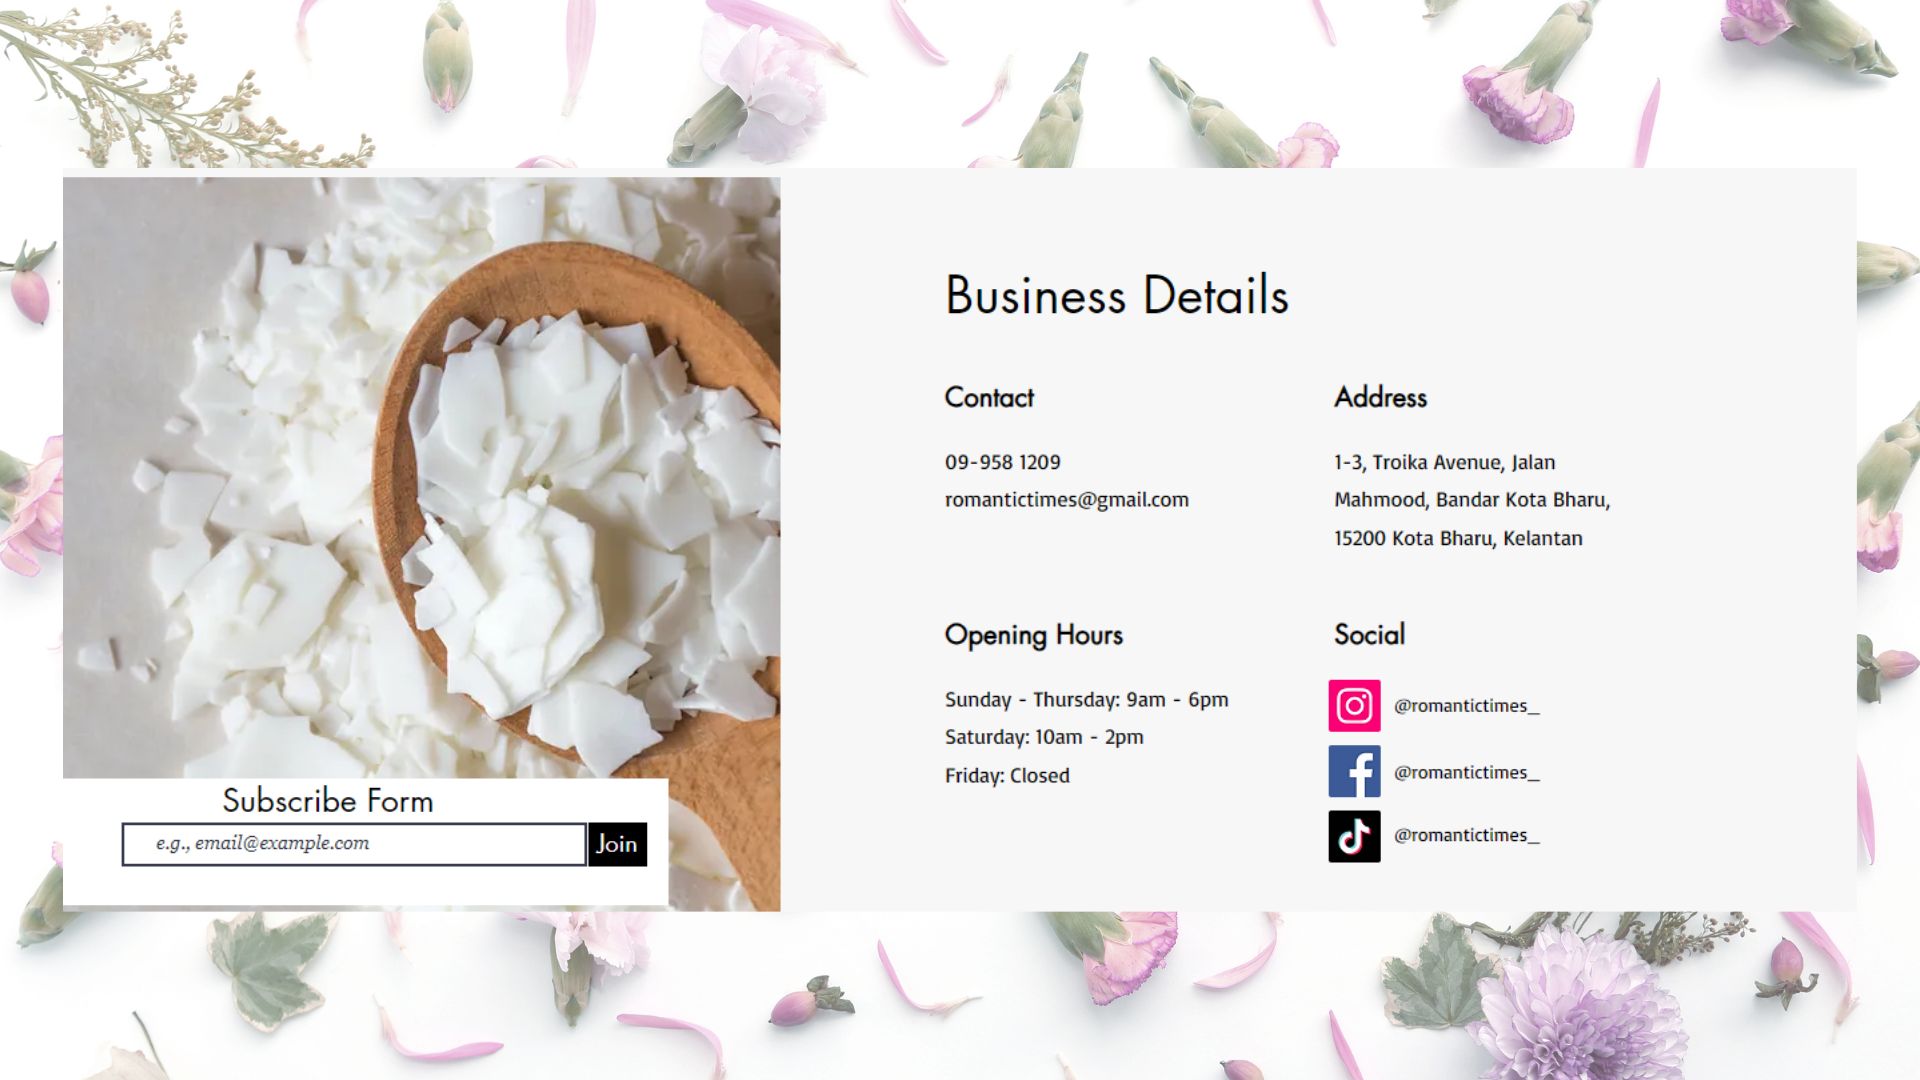 Business Details
Contact
09-958 1209
romantictimes@gmail.com
Address
1-3, Troika Avenue, Jalan
Mahmood, Bandar Kota Bharu,
15200 Kota Bharu, Kelantan
Opening Hours
Sunday - Thursday: 9am - 6pm
Saturday: 10am - 2pm
Friday: Closed
Social
@romantictimes_
@romantictimes_
@romantictimes_
Subscribe Form
e.g., email@example.com
Join